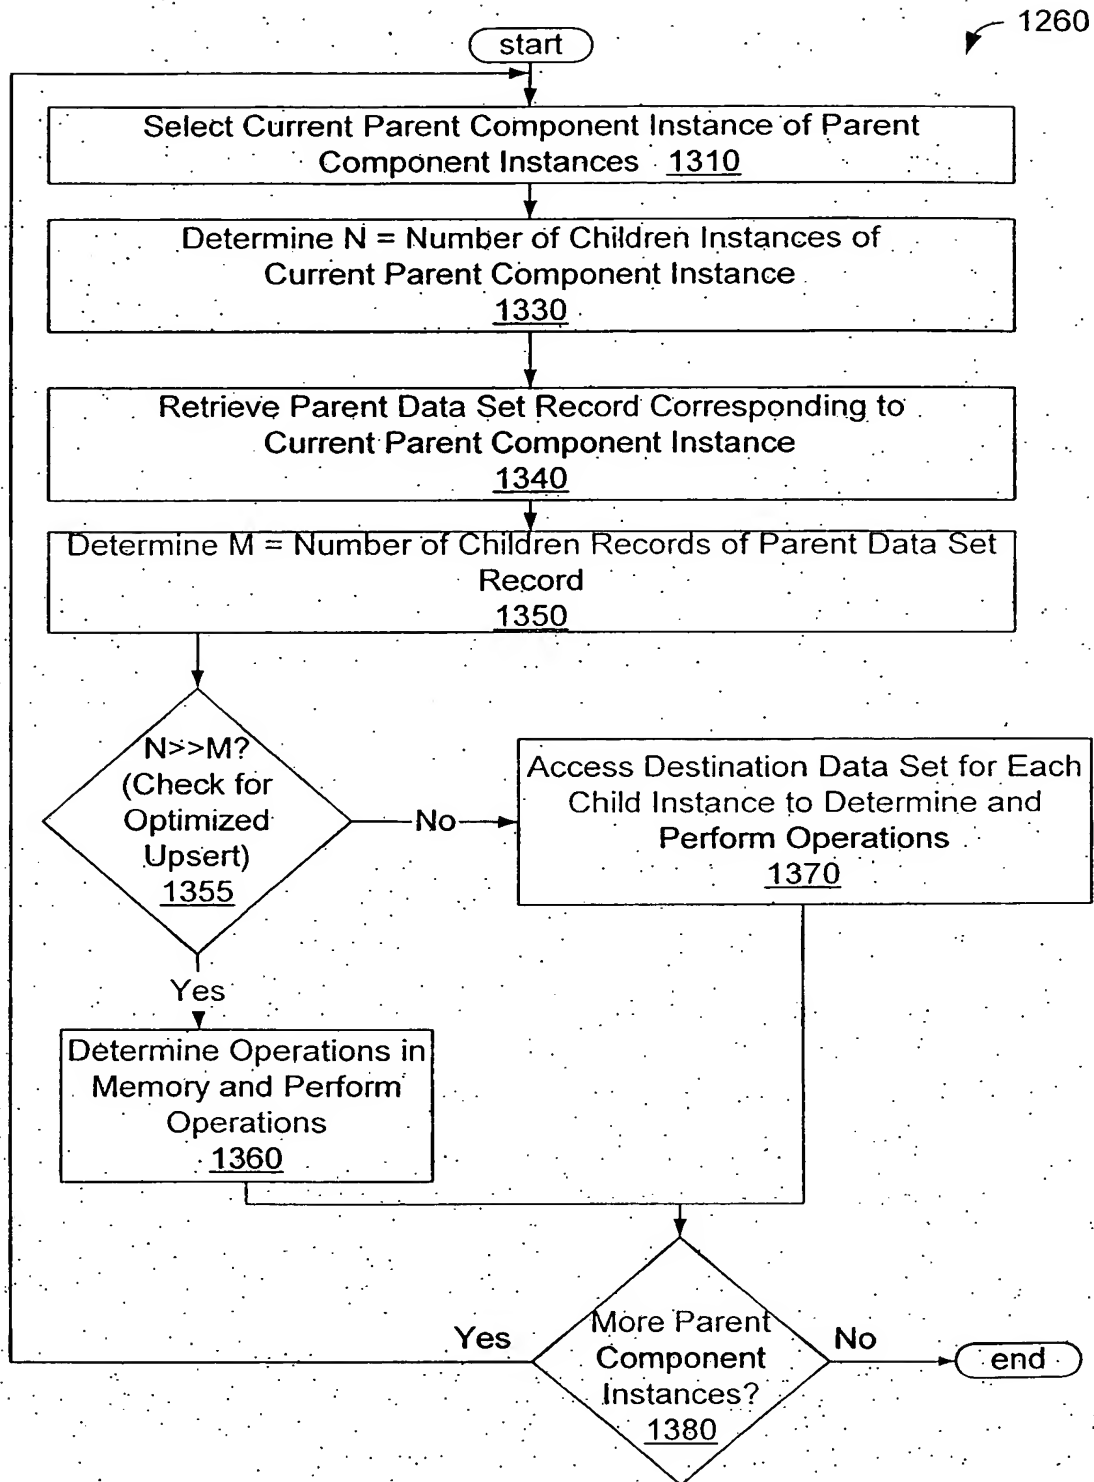 1260
start
Select Current Parent Component Instance of Parent
Component Instances 1310
Determine N = Number of Children Instances of
Current Parent Component Instance
1330
Retrieve Parent Data Set Record Corresponding to
Current Parent Component Instance
1340
Determine M = Number of Children Records of Parent Data Set
Record
1350
N>>M?
(Check for
Optimized
Upsert)
1355
No
Access Destination Data Set for Each
Child Instance to Determine and
Perform Operations
1370
Yes
Determine Operations in
Memory and Perform
Operations
1360
More Parent
Component
Instances?
1380
Yes
No
end